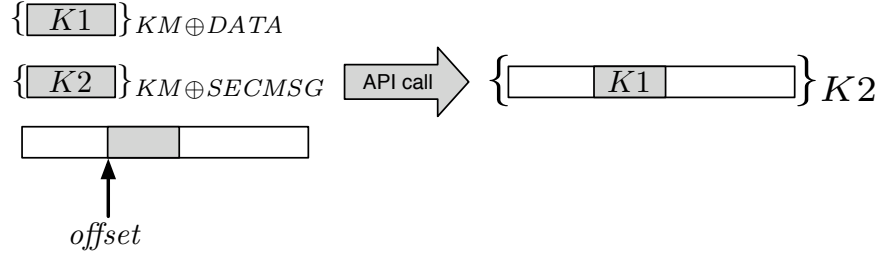 { K1 }KM⊕DATA
{ K2 }KM⊕SECMSG
API call
{ K1 }K2
offset